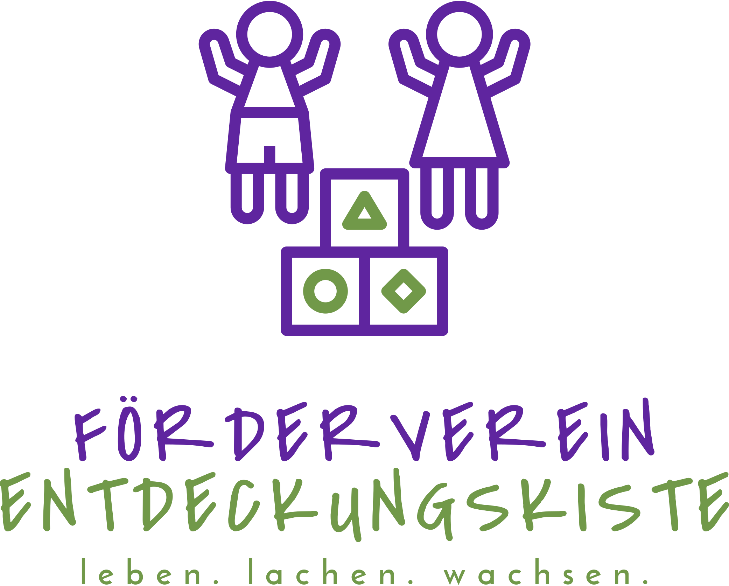 FÖRDERVEREIN
ENTDECKUNGSKISTE
leben. lachen. wachsen.